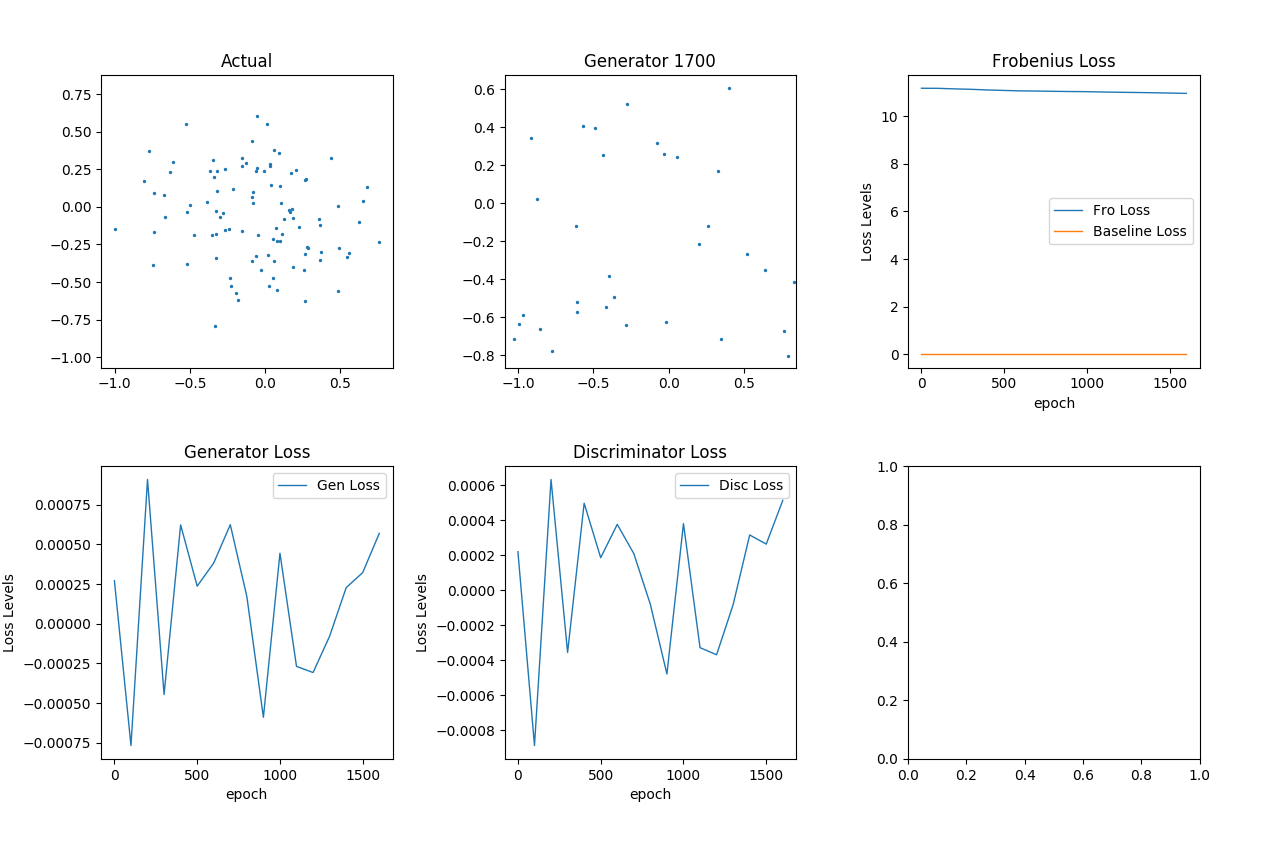 Actual
0.75
0.50
0.25
0.00
−0.25
−0.50
−0.75
−1.00
−1.0 −0.5 0.0 0.5
Generator 1700
0.6
0.4
0.2
0.0
−0.2
−0.4
−0.6
−0.8
−1.0 −0.5 0.0 0.5
Frobenius Loss
Loss Levels
10
8
6
4
2
0
Fro Loss
Baseline Loss
0 500 1000 1500
epoch
Generator Loss
Loss Levels
0.00075
0.00050
0.00025
0.00000
−0.00025
−0.00050
−0.00075
Gen Loss
0 500 1000 1500
epoch
Discriminator Loss
Loss Levels
0.0006
0.0004
0.0002
0.0000
−0.0002
−0.0004
−0.0006
−0.0008
Disc Loss
0 500 1000 1500
epoch
1.0
0.8
0.6
0.4
0.2
0.0
0.0 0.2 0.4 0.6 0.8 1.0